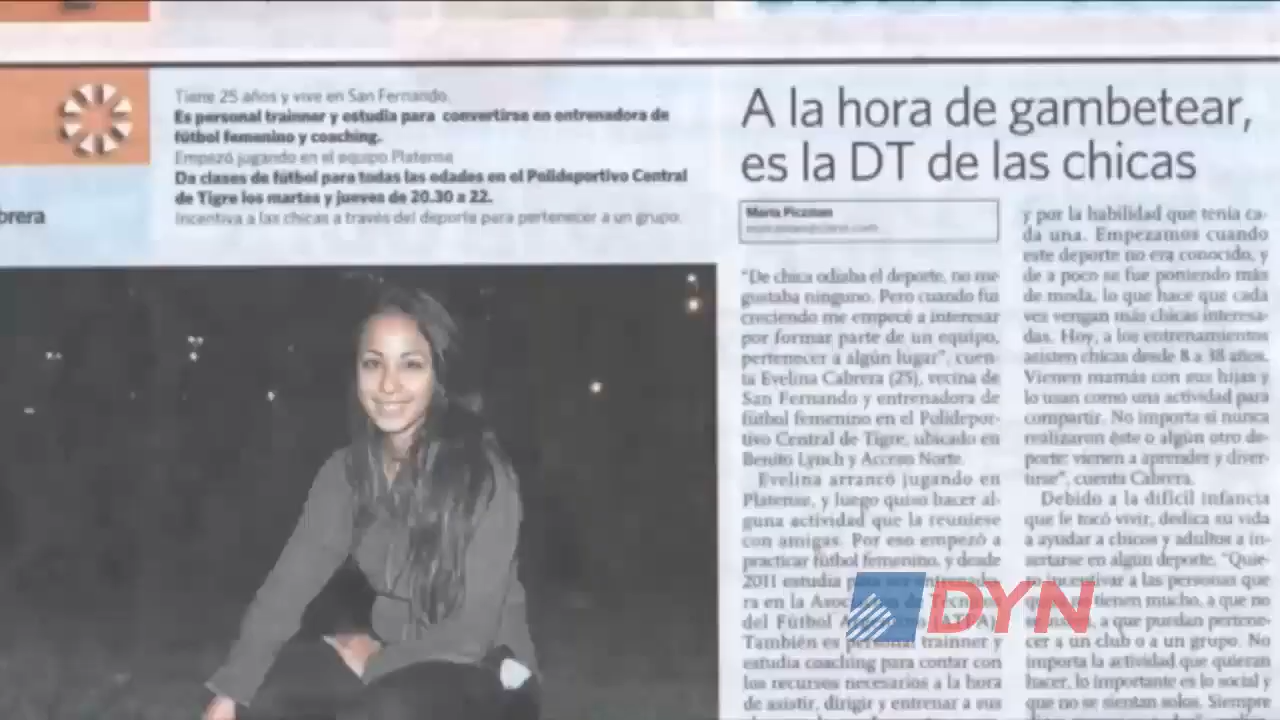 brera
Tiene 25 años y vive en San Fernando.
Es personal trainner y estudia para convertirse en entrenadora de
fútbol femenino y coaching.
Empezó jugando en el equipo Platense
Da clases de fútbol para todas las edades en el Polideportivo Central
de Tigre los martes y jueves de 20.30 a 22.
Incentiva a las chicas a través del deporte para pertenecer a un grupo.
A la hora de gambetear,
es la DT de las chicas
"De chica odiaba el deporte, no me
gustaba ninguno. Pero cuando fui
creciendo me empecé a interesar
por formar parte de un equipo,
pertenecer a algún lugar", cuen-
ta Evelina Cabrera (25), vecina de
San Fernando y entrenadora de
fútbol femenino en el Polidepor-
tivo Central de Tigre, ubicado en
Benito Lynch y Acceso Norte.
Evelina arrancó jugando en
Platense, y luego quiso hacer al-
guna actividad que la reuniese
con amigas. Por eso empezó a
practicar fútbol femenino, y desde
2011 estudia para ser entrenado-
ra en la Asociación de Técnicos
del Fútbol Argentino (ATFA).
También es personal trainner y
estudia coaching para contar con
los recursos necesarios a la hora
de asistir, dirigir y entrenar a sus
y por la habilidad que tenía ca-
da una. Empezamos cuando
este deporte no era conocido, y
de a poco se fue poniendo más
de moda, lo que hace que cada
vez vengan más chicas interesa-
das. Hoy, a los entrenamientos
asisten chicas desde 8 a 38 años.
Vienen mamás con sus hijas y
lo usan como una actividad para
compartir. No importa si nunca
realizaron éste o algún otro de-
porte: vienen a aprender y diver-
tirse", cuenta Cabrera.
Debido a la difícil infancia
que le tocó vivir, dedica su vida
a ayudar a chicos y adultos a in-
sertarse en algún deporte. "Quie-
ro incentivar a las personas que
tienen mucho, a que no
a que puedan pertene-
cer a un club o a un grupo. No
importa la actividad que quieran
hacer, lo importante es lo social y
que no se sientan solos. Siempre
DYN